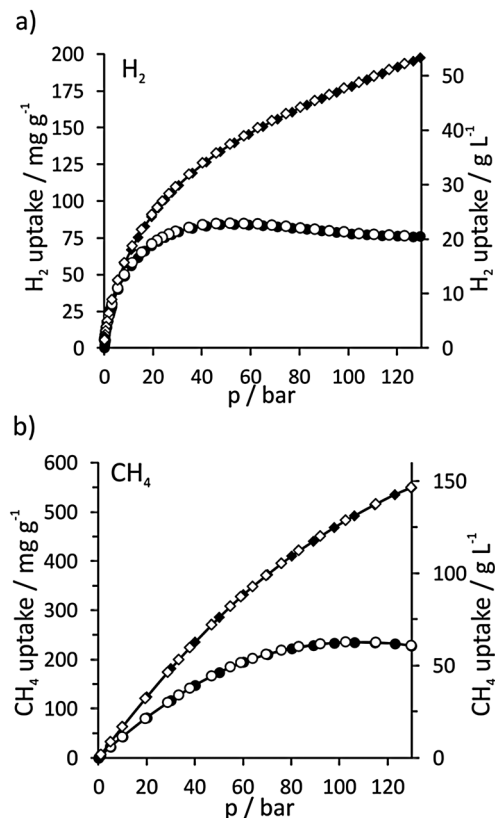 a)
H₂
H₂ uptake / mg g⁻¹
200
175
150
125
100
75
50
25
0
0 20 40 60 80 100 120
p / bar
50
40
30
20
10
0
H₂ uptake / g L⁻¹
b)
CH₄
CH₄ uptake / mg g⁻¹
600
500
400
300
200
100
0
0 20 40 60 80 100 120
p / bar
150
100
50
0
CH₄ uptake / g L⁻¹